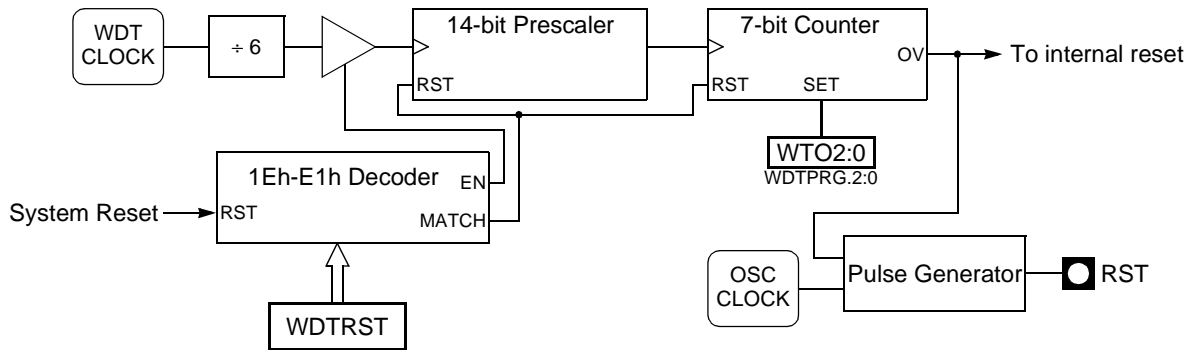 WDT
CLOCK
÷ 6
14-bit Prescaler
RST
7-bit Counter
RST
SET
OV
To internal reset
WTO2:0
WDTPRG.2:0
1Eh-E1h Decoder
EN
RST
MATCH
System Reset
WDTRST
OSC
CLOCK
Pulse Generator
RST